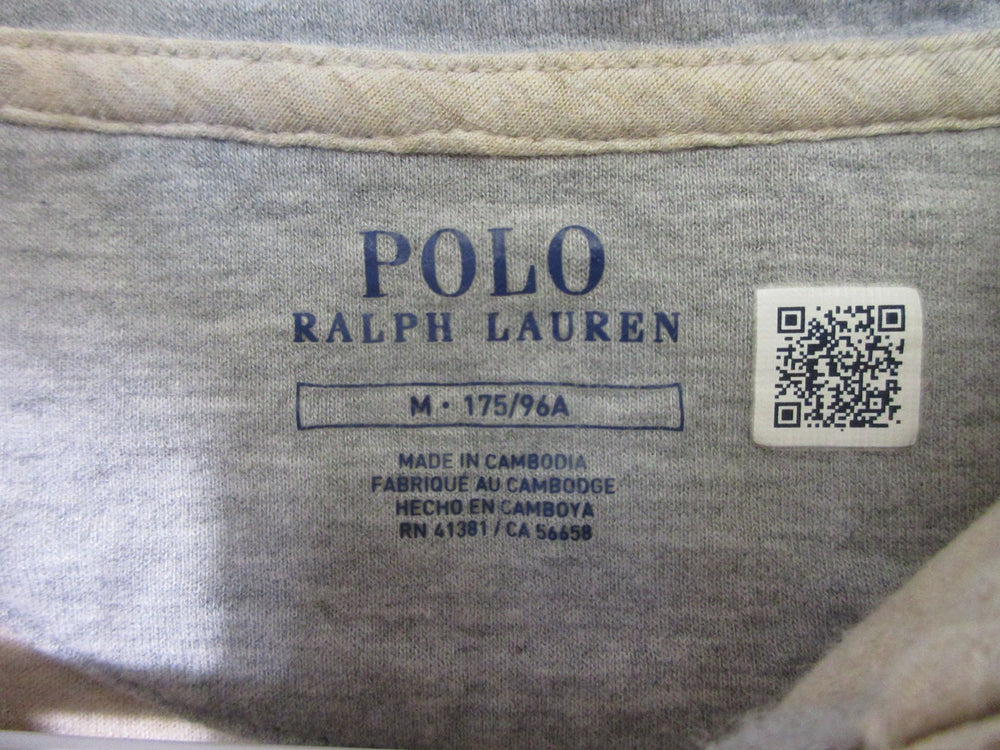 POLO
RALPH LAUREN
M • 175/96A
MADE IN CAMBODIA
FABRIQUÉ AU CAMBODGE
HECHO EN CAMBOYA
RN 41381 / CA 56658